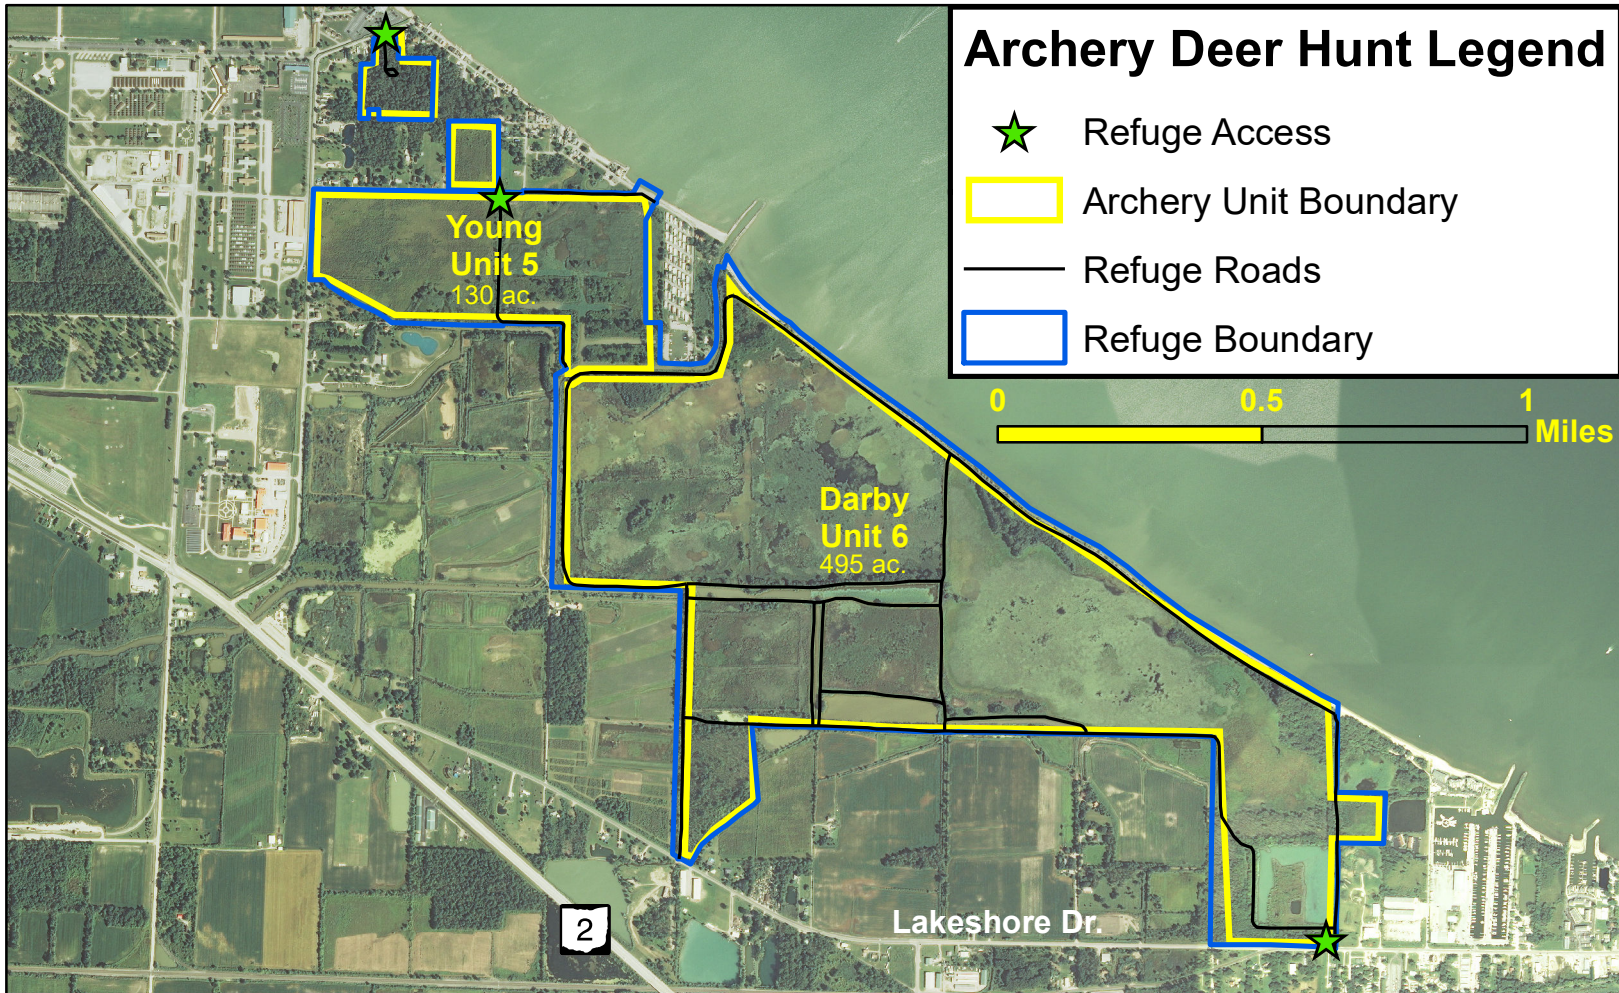 Archery Deer Hunt Legend
Refuge Access
Archery Unit Boundary
Refuge Roads
Refuge Boundary
0 0.5 1
Miles
Young
Unit 5
130 ac.
Darby
Unit 6
495 ac.
Lakeshore Dr.
2